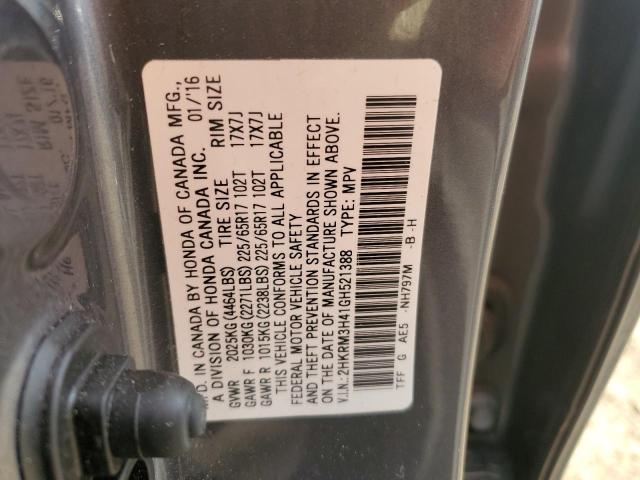 MFD. IN CANADA BY HONDA OF CANADA MFG.,
A DIVISION OF HONDA CANADA INC. 01/'16
TIRE SIZE RIM SIZE
GVWR 2025KG (4464LBS)
GAWR F 1030KG (2271LBS) 225/65R17 102T 17X7J
GAWR R 1015KG (2238LBS) 225/65R17 102T 17X7J
THIS VEHICLE CONFORMS TO ALL APPLICABLE
FEDERAL MOTOR VEHICLE SAFETY
AND THEFT PREVENTION STANDARDS IN EFFECT
ON THE DATE OF MANUFACTURE SHOWN ABOVE.
V.I.N.: 2HKRM3H41GH521388 TYPE: MPV
TFF G AE5 NH797M -B-H